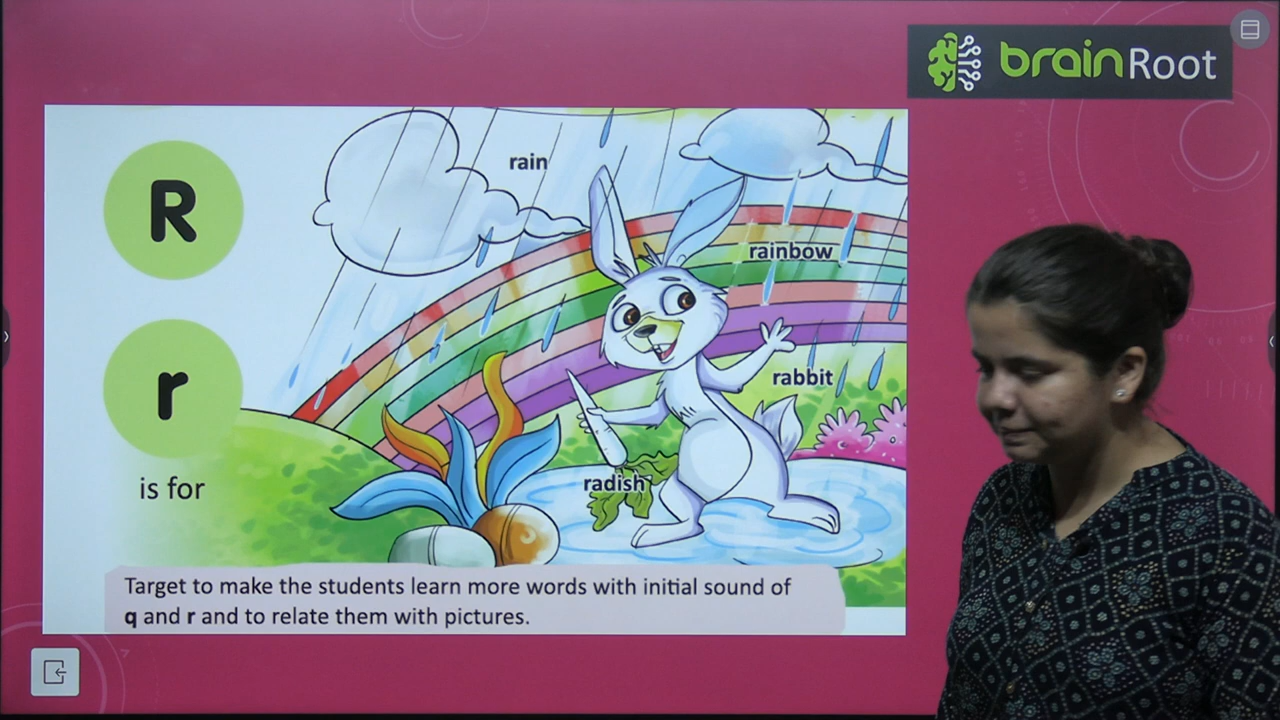 brainRoot
R
rain
rainbow
r
rabbit
radish
is for
Target to make the students learn more words with initial sound of
q and r and to relate them with pictures.